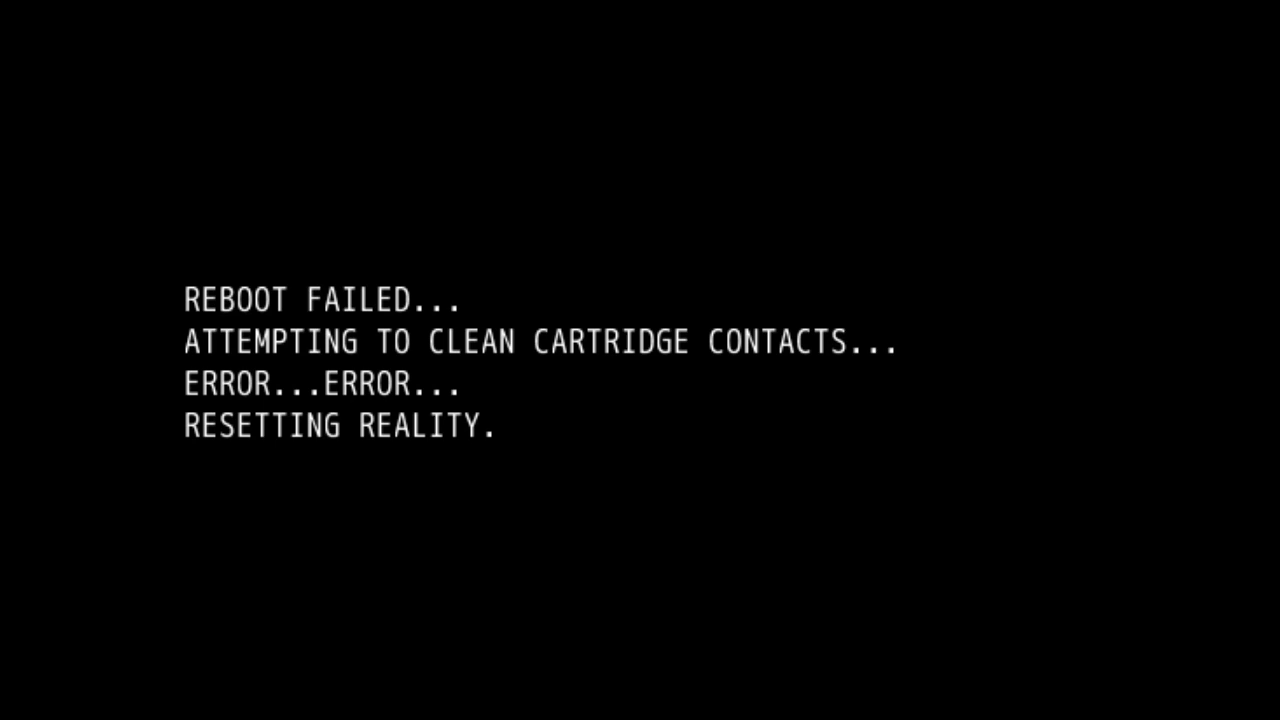 REBOOT FAILED...
ATTEMPTING TO CLEAN CARTRIDGE CONTACTS...
ERROR...ERROR...
RESETTING REALITY.